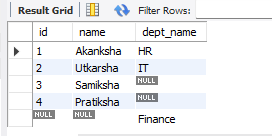 Result Grid Filter Rows:
id name dept_name
1 Akanksha HR
2 Utkarsha IT
3 Samiksha NULL
4 Pratiksha NULL
NULL NULL Finance